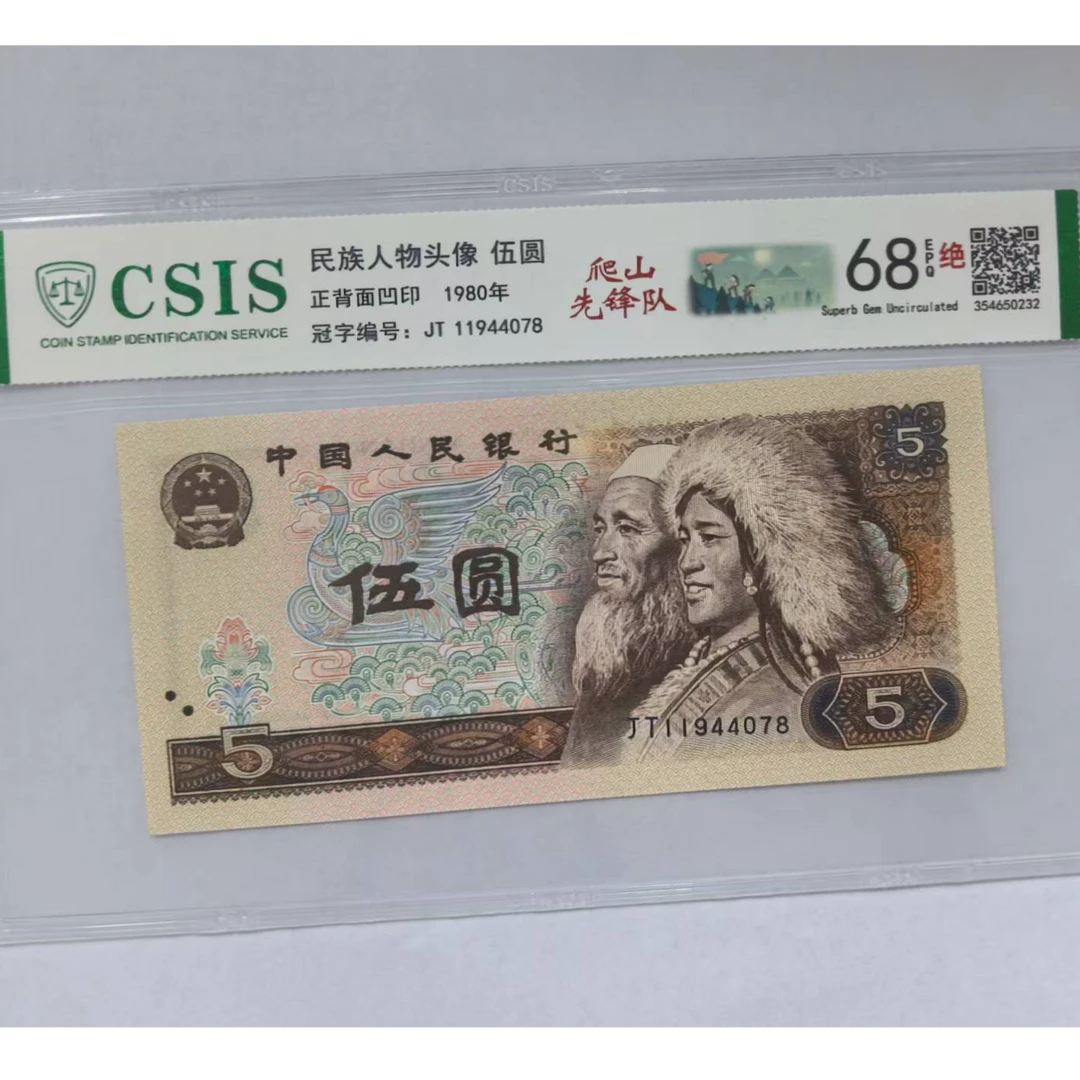 CSIS
CSIS
COIN STAMP IDENTIFICATION SERVICE
民族人物头像 伍圆
正背面凹印 1980年
冠字编号: JT 11944078
爬山
先锋队
68 EPQ 绝
Superb Gem Uncirculated
354650232
中国人民银行
5
伍圆
5
JT11944078
5